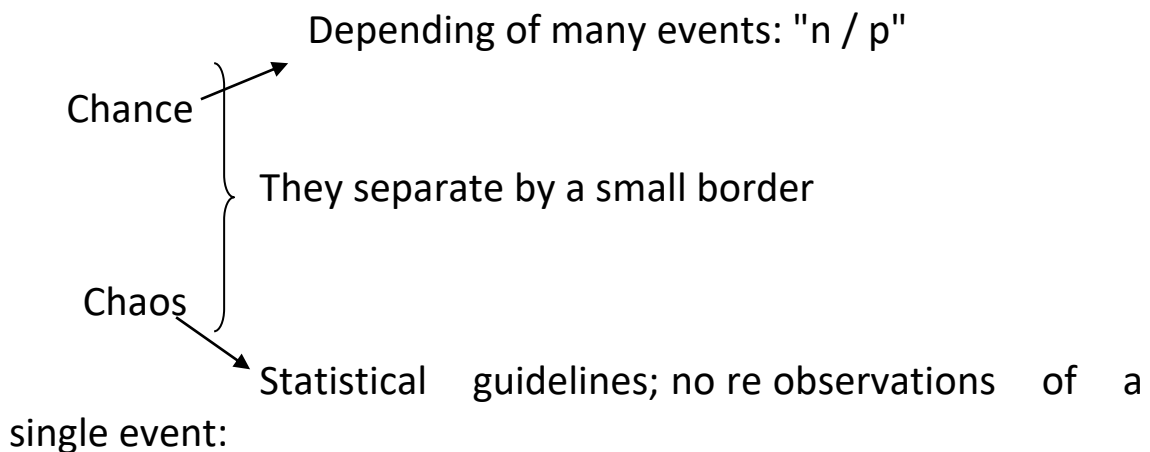 Depending of many events: "n / p"
Chance
They separate by a small border
Chaos
Statistical guidelines; no re observations of a
single event: